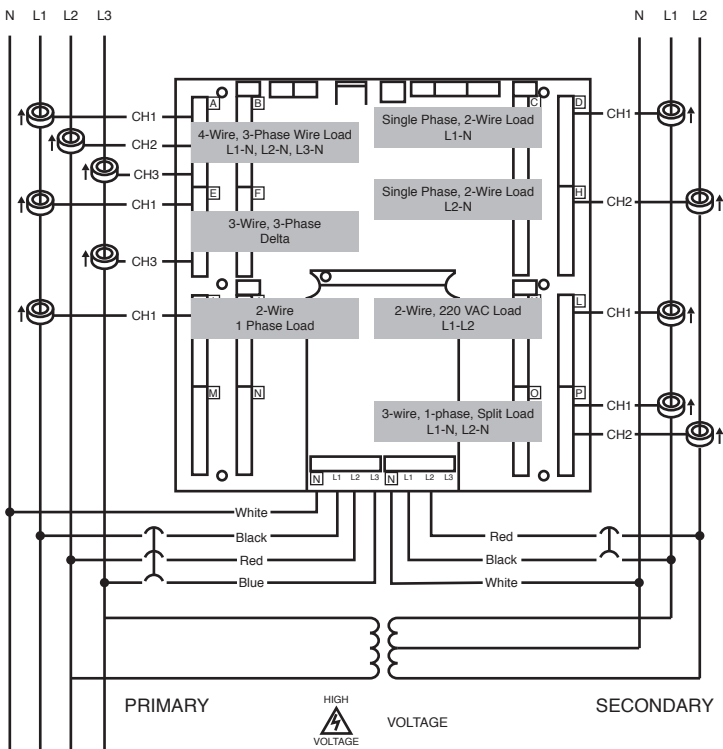 N L1 L2 L3
N L1 L2
A
B
C
D
CH1
4-Wire, 3-Phase Wire Load
L1-N, L2-N, L3-N
CH2
CH3
Single Phase, 2-Wire Load
L1-N
CH1
E
F
CH1
3-Wire, 3-Phase
Delta
CH3
Single Phase, 2-Wire Load
L2-N
H
CH2
CH1
2-Wire
1 Phase Load
2-Wire, 220 VAC Load
L1-L2
L
CH1
M
N
O
P
3-wire, 1-phase, Split Load
L1-N, L2-N
CH1
CH2
N L1 L2 L3 N L1 L2 L3
White
Black
Red
Blue
Red
Black
White
PRIMARY
HIGH
VOLTAGE
VOLTAGE
SECONDARY